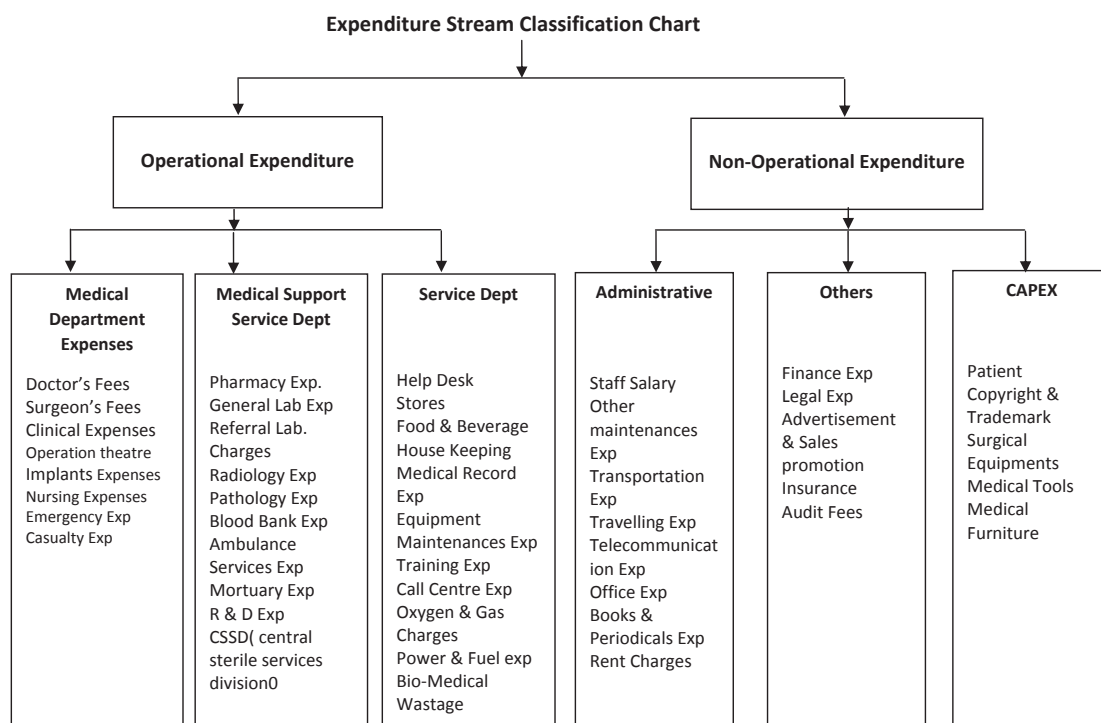 Expenditure Stream Classification Chart
Operational Expenditure
Non-Operational Expenditure
Medical
Department
Expenses
Doctor’s Fees
Surgeon’s Fees
Clinical Expenses
Operation theatre
Implants Expenses
Nursing Expenses
Emergency Exp
Casualty Exp
Medical Support
Service Dept
Pharmacy Exp.
General Lab Exp
Referral Lab.
Charges
Radiology Exp
Pathology Exp
Blood Bank Exp
Ambulance
Services Exp
Mortuary Exp
R & D Exp
CSSD( central
sterile services
division0
Service Dept
Help Desk
Stores
Food & Beverage
House Keeping
Medical Record
Exp
Equipment
Maintenances Exp
Training Exp
Call Centre Exp
Oxygen & Gas
Charges
Power & Fuel exp
Bio-Medical
Wastage
Administrative
Staff Salary
Other
maintenances
Exp
Transportation
Exp
Travelling Exp
Telecommunicat
ion Exp
Office Exp
Books &
Periodicals Exp
Rent Charges
Others
Finance Exp
Legal Exp
Advertisement
& Sales
promotion
Insurance
Audit Fees
CAPEX
Patient
Copyright &
Trademark
Surgical
Equipments
Medical Tools
Medical
Furniture